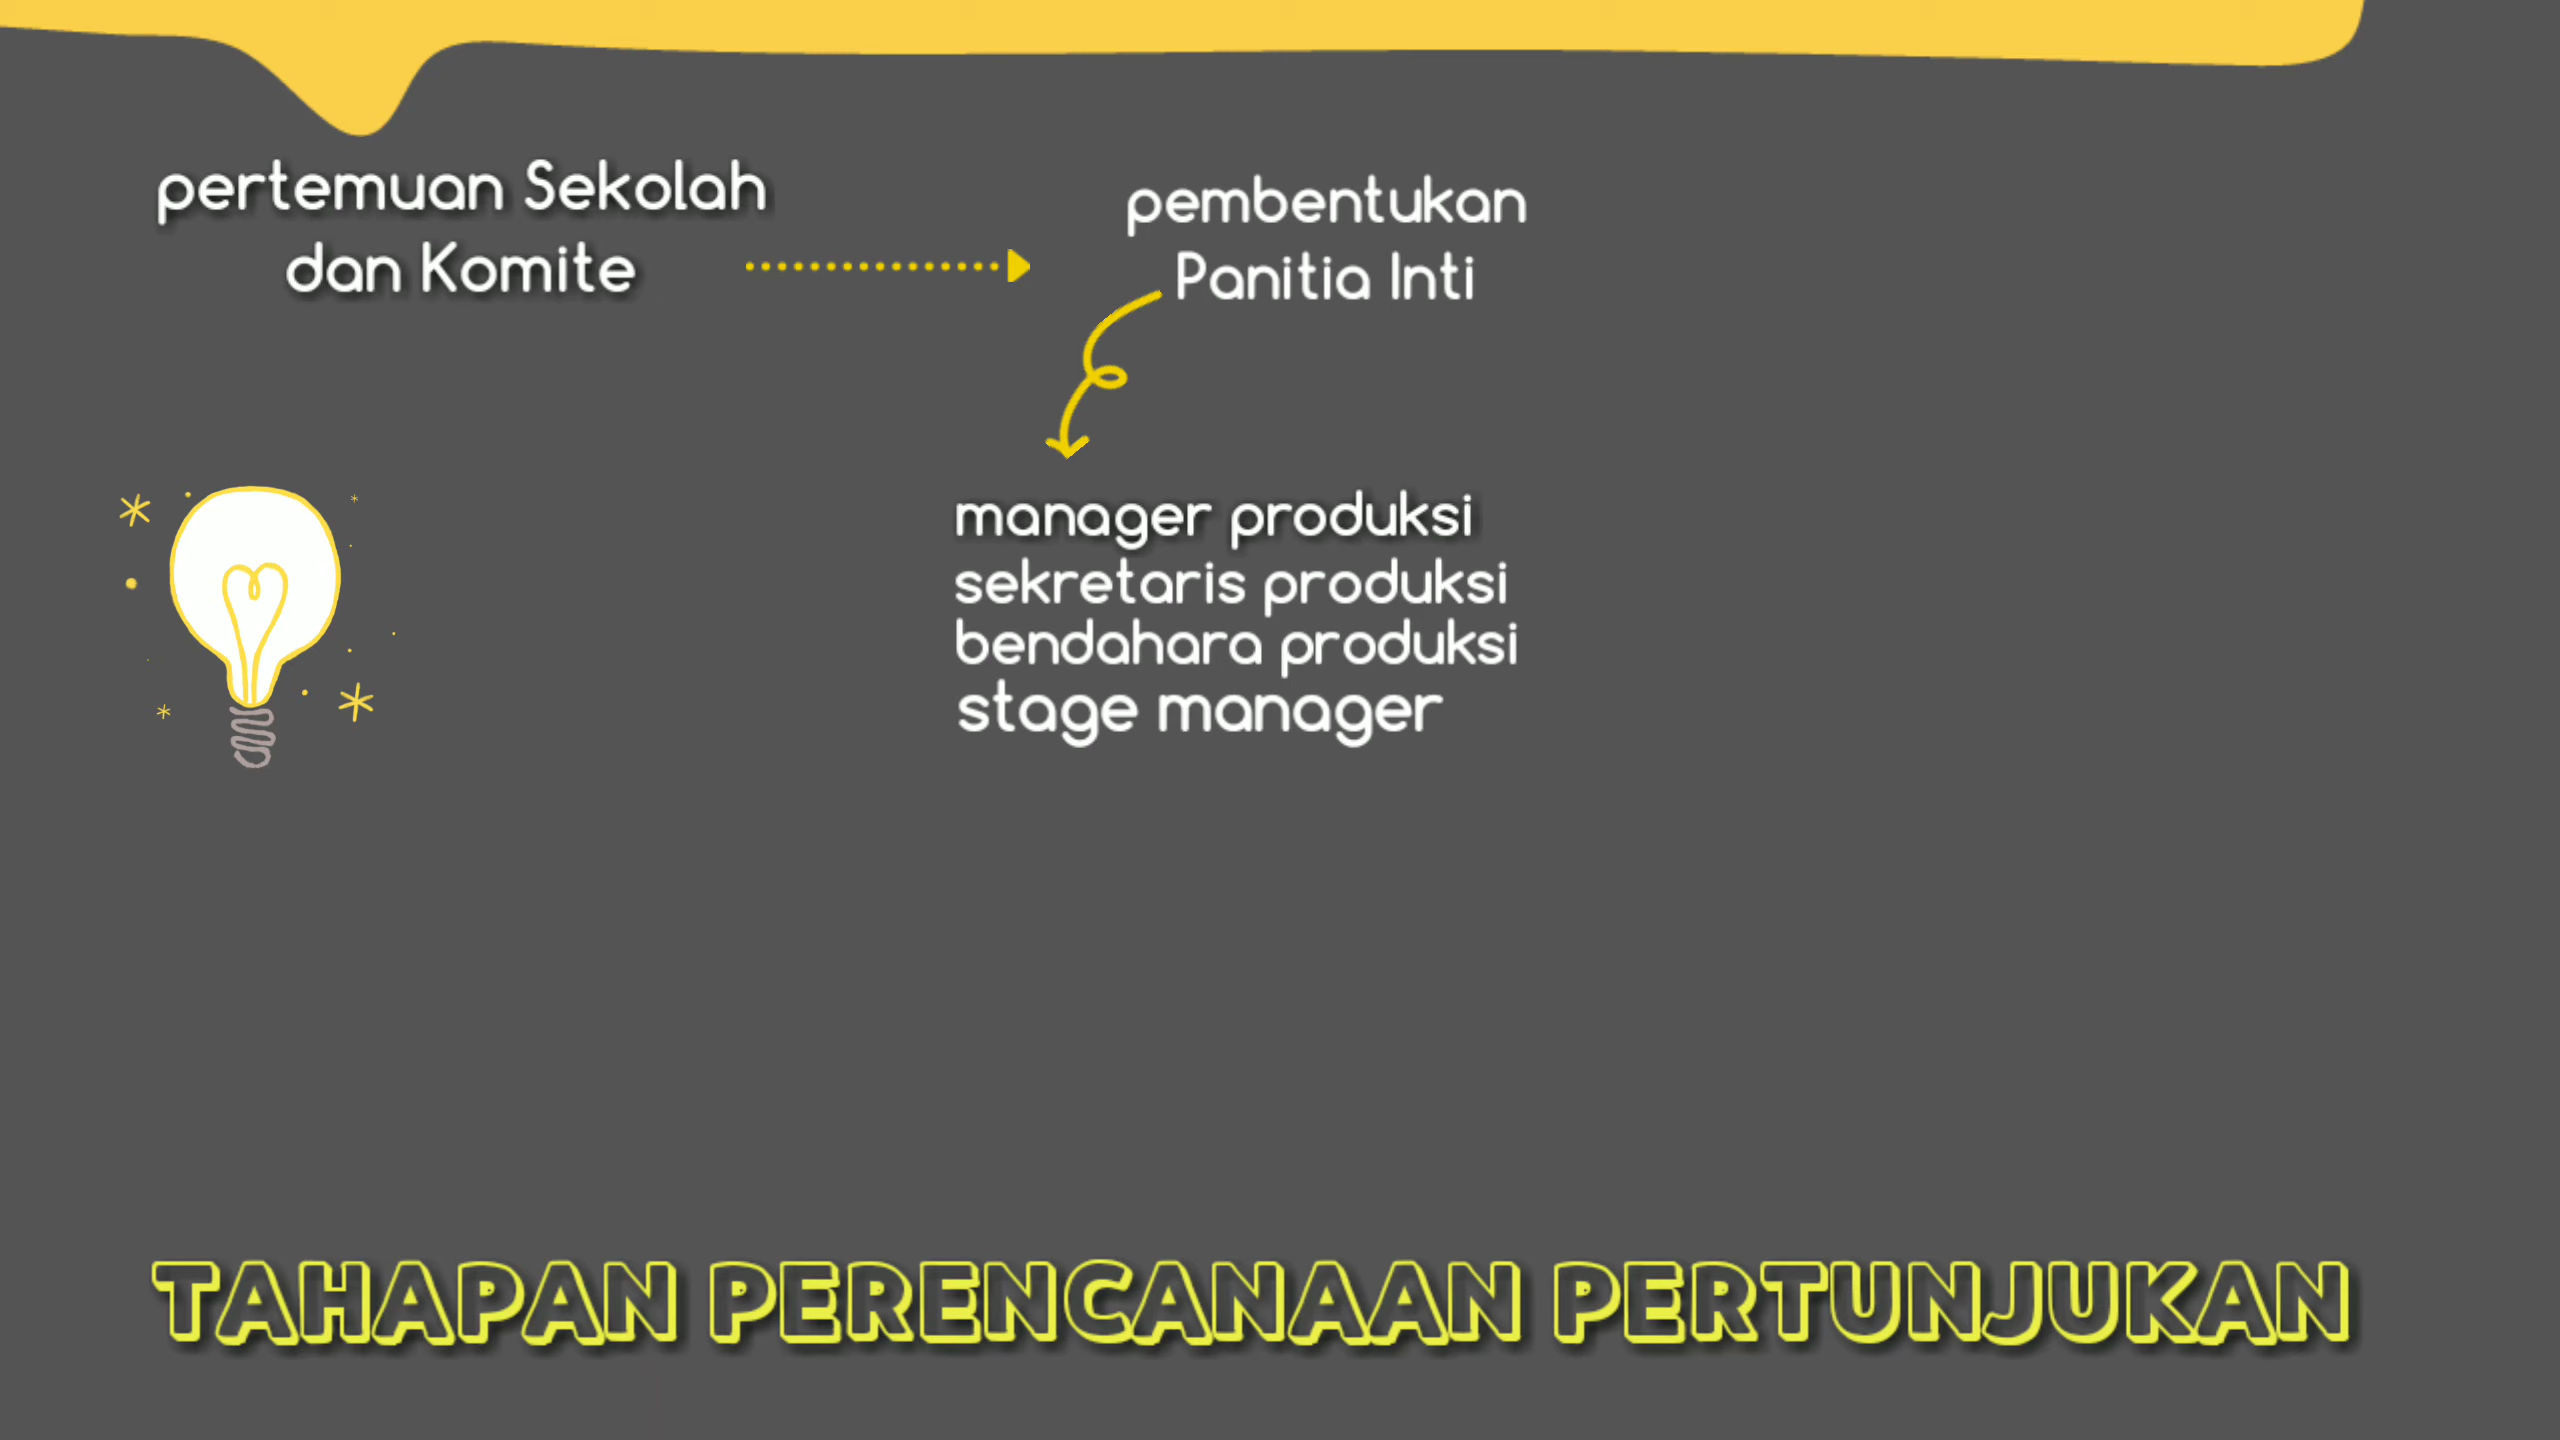 pertemuan Sekolah
dan Komite
pembentukan
Panitia Inti
manager produksi
sekretaris produksi
bendahara produksi
stage manager
TAHAPAN PERENCANAAN PERTUNJUKAN